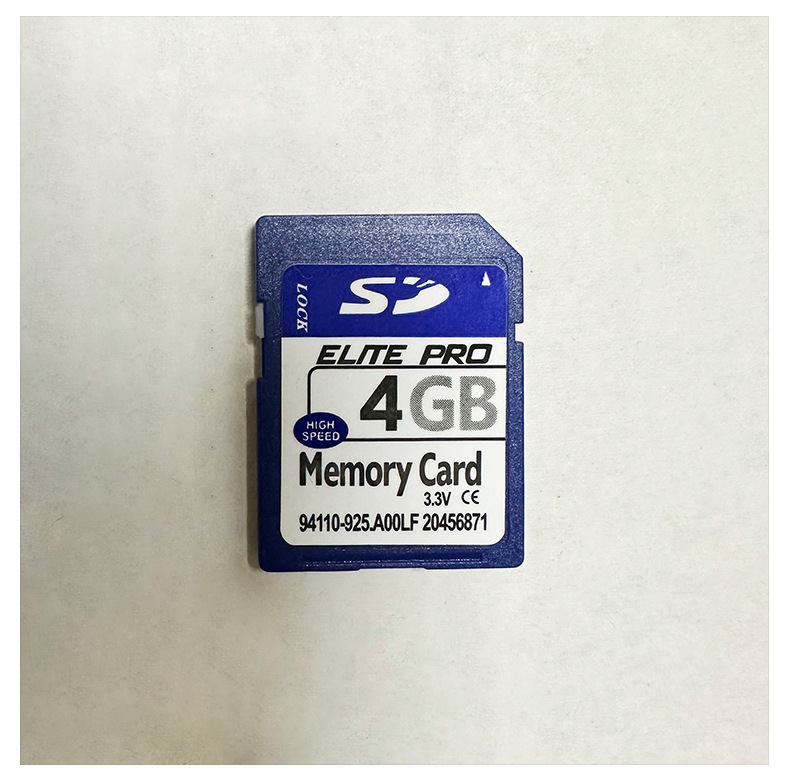 LOCK
SD
ELITE PRO
4GB
HIGH
SPEED
Memory Card
3.3V CE
94110-925.A00LF 20456871